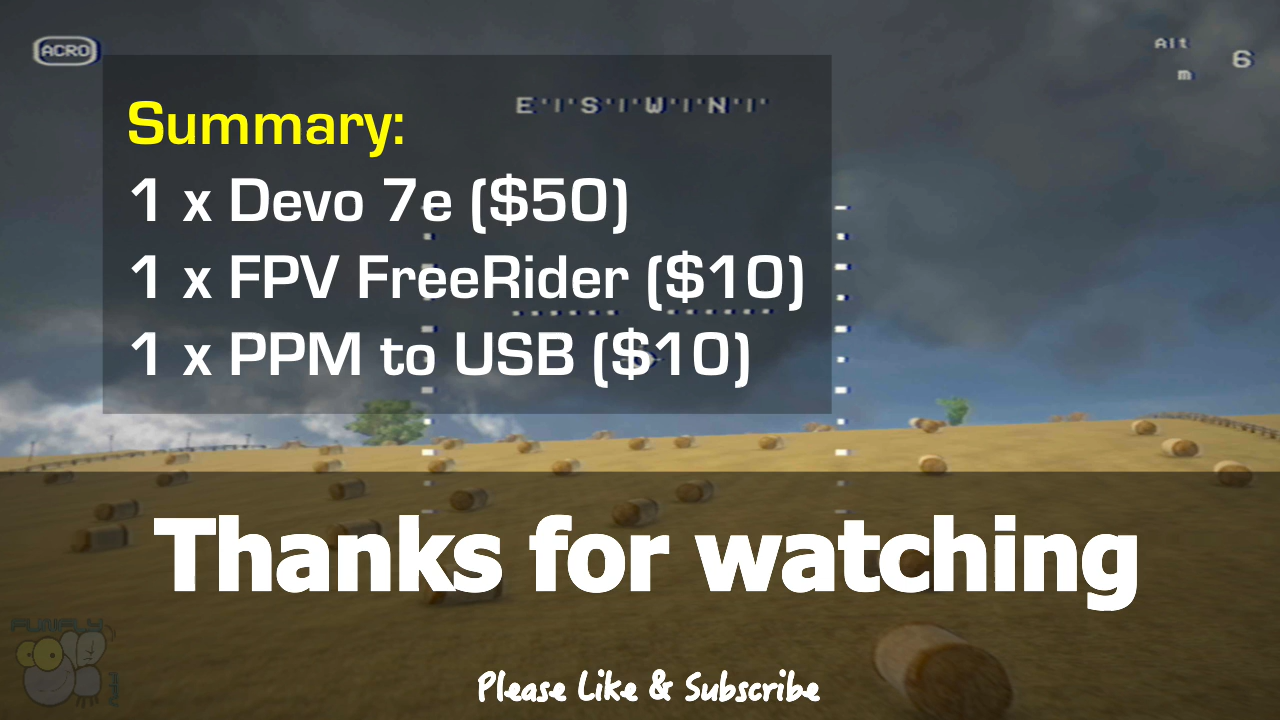 ACRO
Alt
6
m
E S W N
Summary:
1 x Devo 7e ($50)
1 x FPV FreeRider ($10)
1 x PPM to USB ($10)
Thanks for watching
Please Like & Subscribe